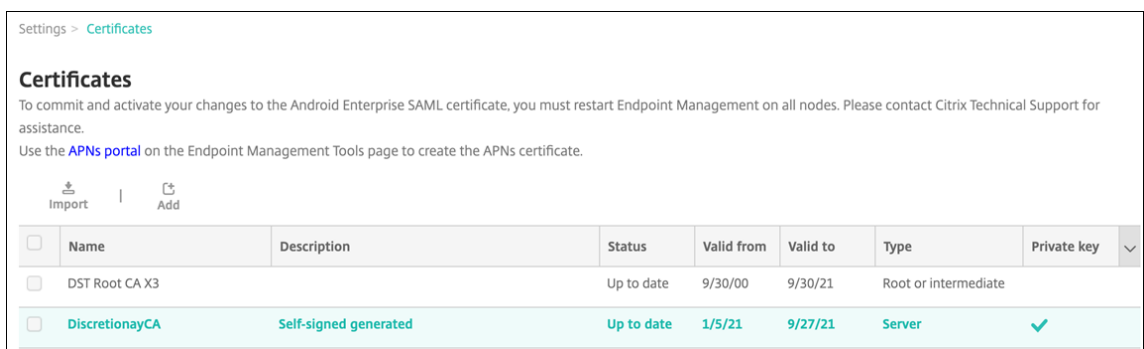 Settings > Certificates
Certificates
To commit and activate your changes to the Android Enterprise SAML certificate, you must restart Endpoint Management on all nodes. Please contact Citrix Technical Support for
assistance.
Use the APNs portal on the Endpoint Management Tools page to create the APNs certificate.
Import | Add
Name Description Status Valid from Valid to Type Private key
DST Root CA X3 Up to date 9/30/00 9/30/21 Root or intermediate
DiscretionayCA Self-signed generated Up to date 1/5/21 9/27/21 Server